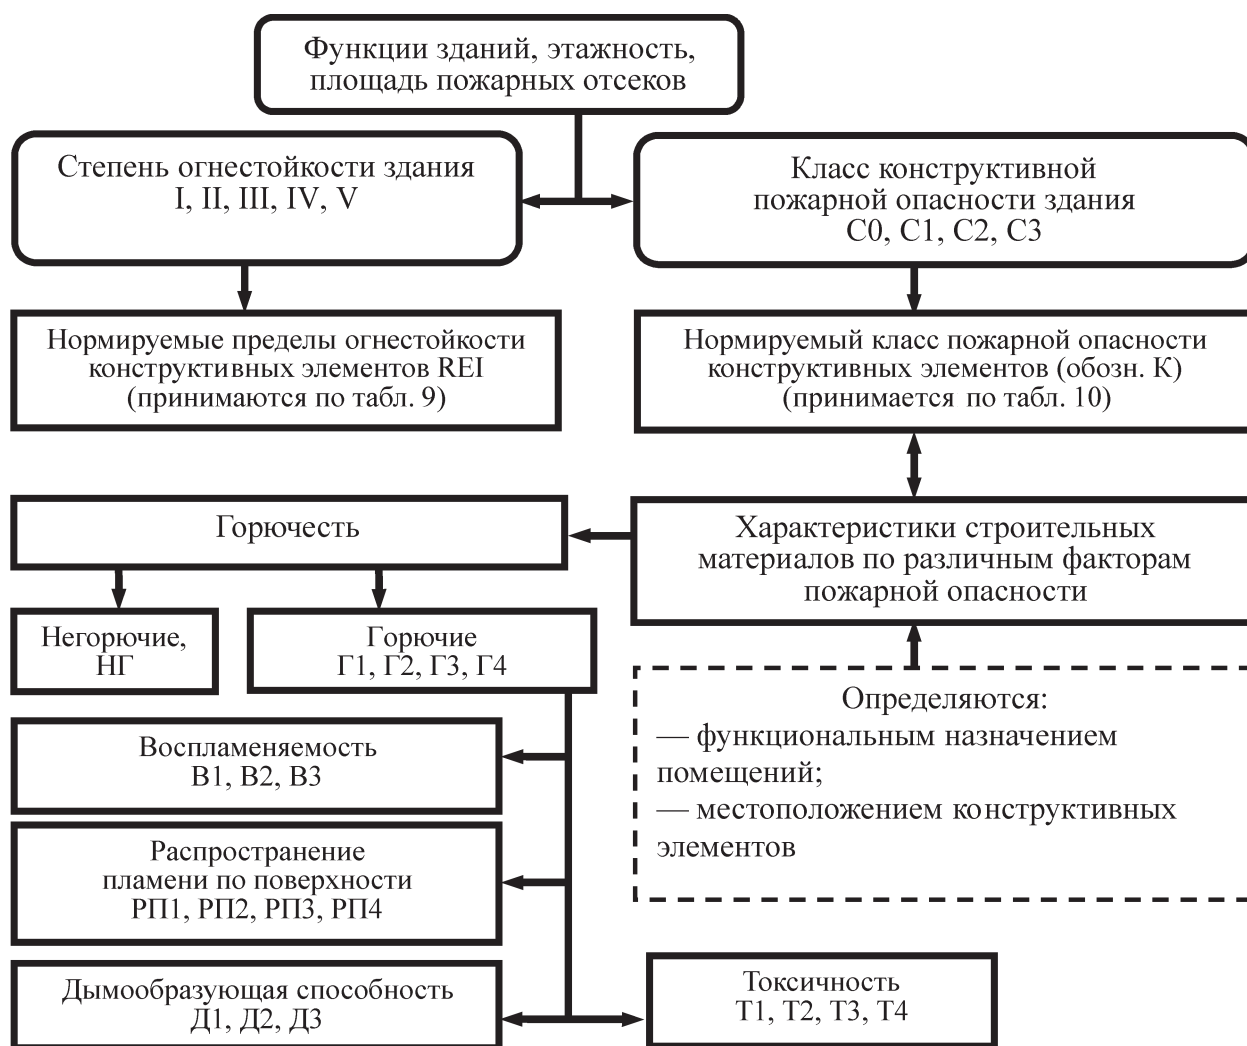 Функции зданий, этажность,
площадь пожарных отсеков
Степень огнестойкости здания
I, II, III, IV, V
Класс конструктивной
пожарной опасности здания
С0, С1, С2, С3
Нормируемые пределы огнестойкости
конструктивных элементов REI
(принимаются по табл. 9)
Нормируемый класс пожарной опасности
конструктивных элементов (обозн. К)
(принимается по табл. 10)
Горючесть
Характеристики строительных
материалов по различным факторам
пожарной опасности
Негорючие,
НГ
Горючие
Г1, Г2, Г3, Г4
Определяются:
— функциональным назначением
помещений;
— местоположением конструктивных
элементов
Воспламеняемость
В1, В2, В3
Распространение
пламени по поверхности
РП1, РП2, РП3, РП4
Дымообразующая способность
Д1, Д2, Д3
Токсичность
Т1, Т2, Т3, Т4